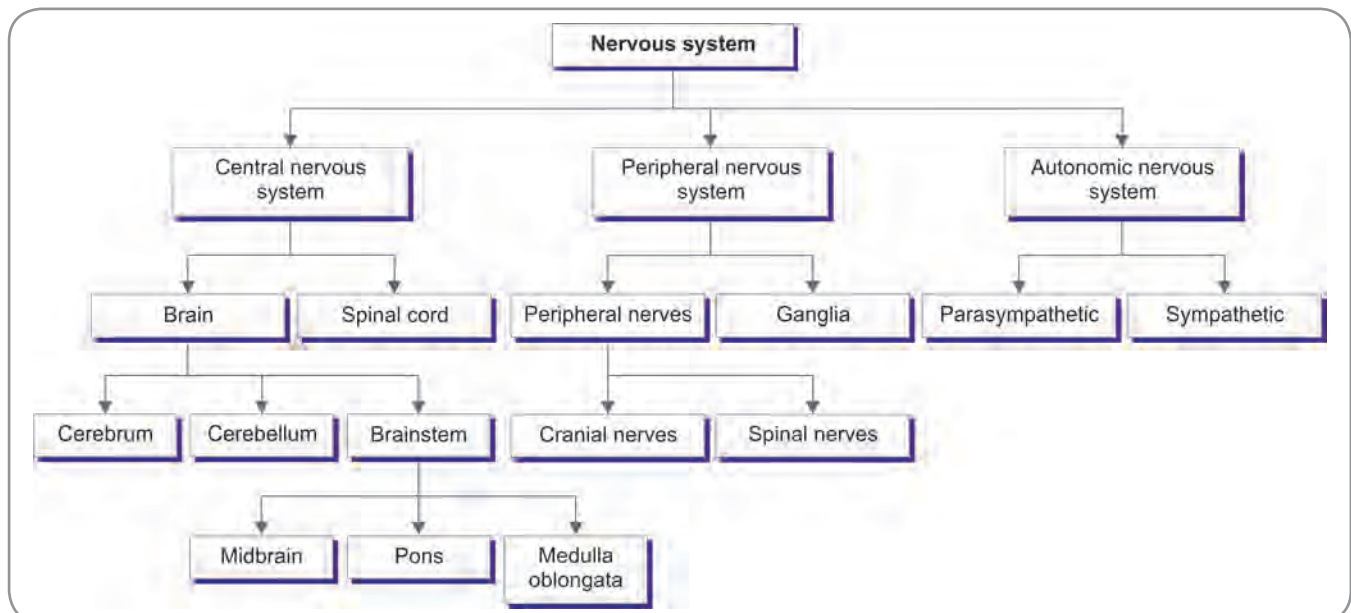 Nervous system
Central nervous
system
Peripheral nervous
system
Autonomic nervous
system
Brain
Spinal cord
Peripheral nerves
Ganglia
Parasympathetic
Sympathetic
Cerebrum
Cerebellum
Brainstem
Cranial nerves
Spinal nerves
Midbrain
Pons
Medulla
oblongata